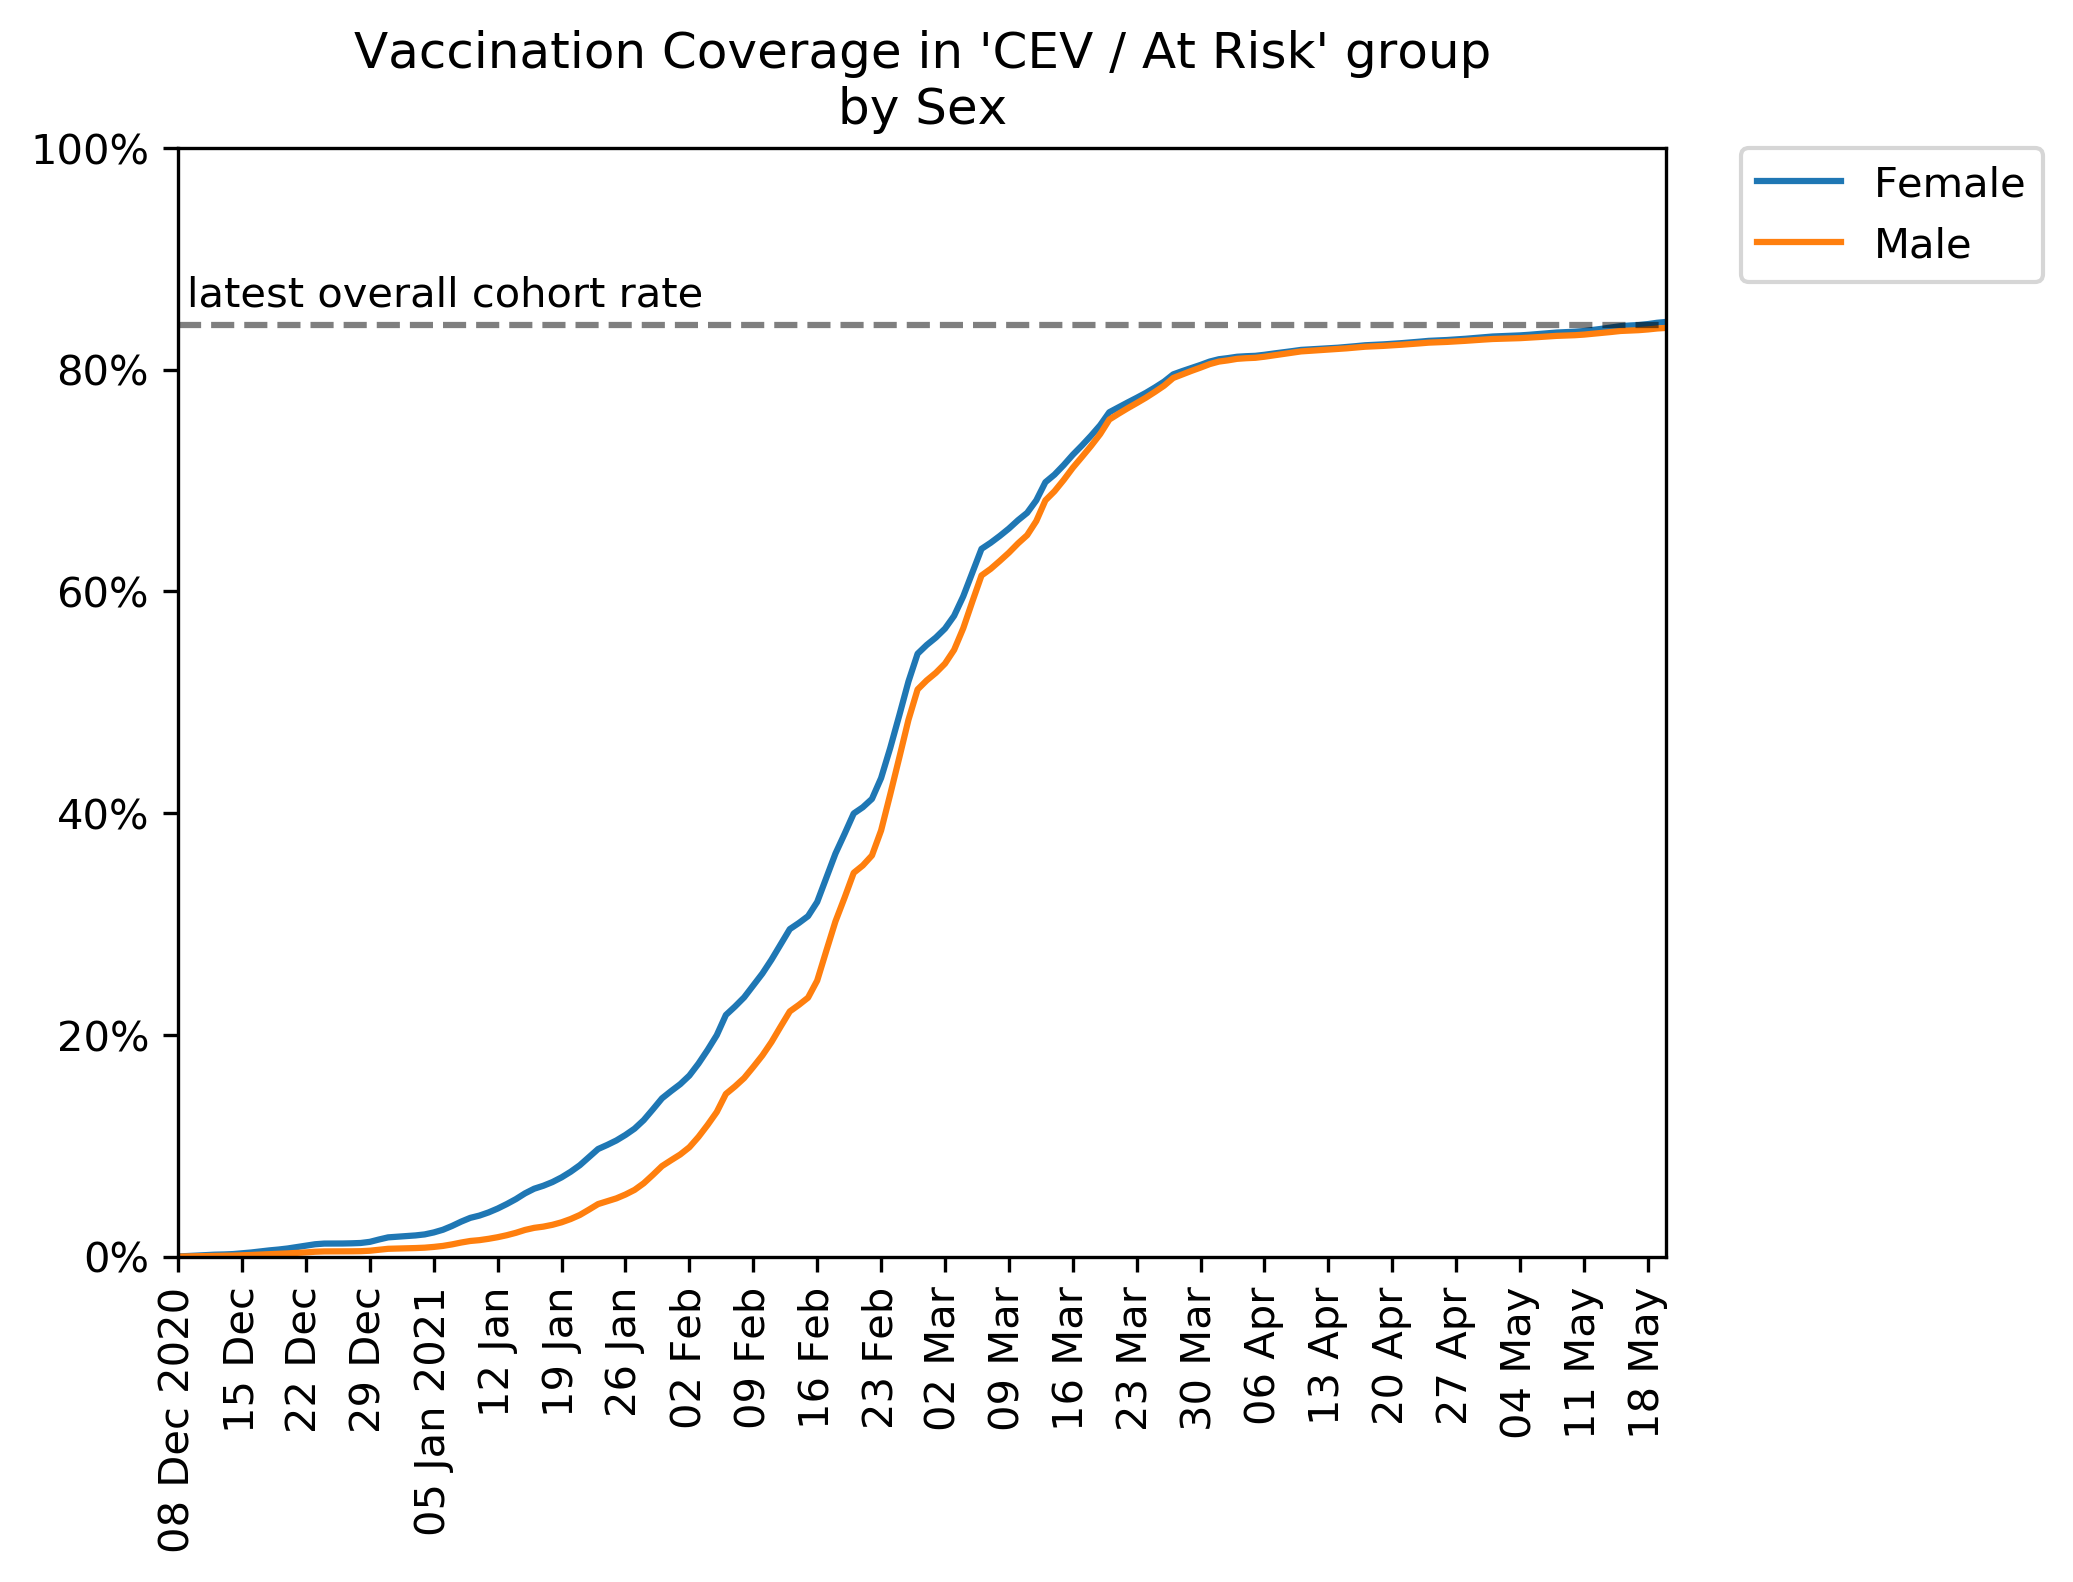 Vaccination Coverage in 'CEV / At Risk' group
by Sex
100%
80%
60%
40%
20%
0%
latest overall cohort rate
Female
Male
08 Dec 2020
15 Dec
22 Dec
29 Dec
05 Jan 2021
12 Jan
19 Jan
26 Jan
02 Feb
09 Feb
16 Feb
23 Feb
02 Mar
09 Mar
16 Mar
23 Mar
30 Mar
06 Apr
13 Apr
20 Apr
27 Apr
04 May
11 May
18 May